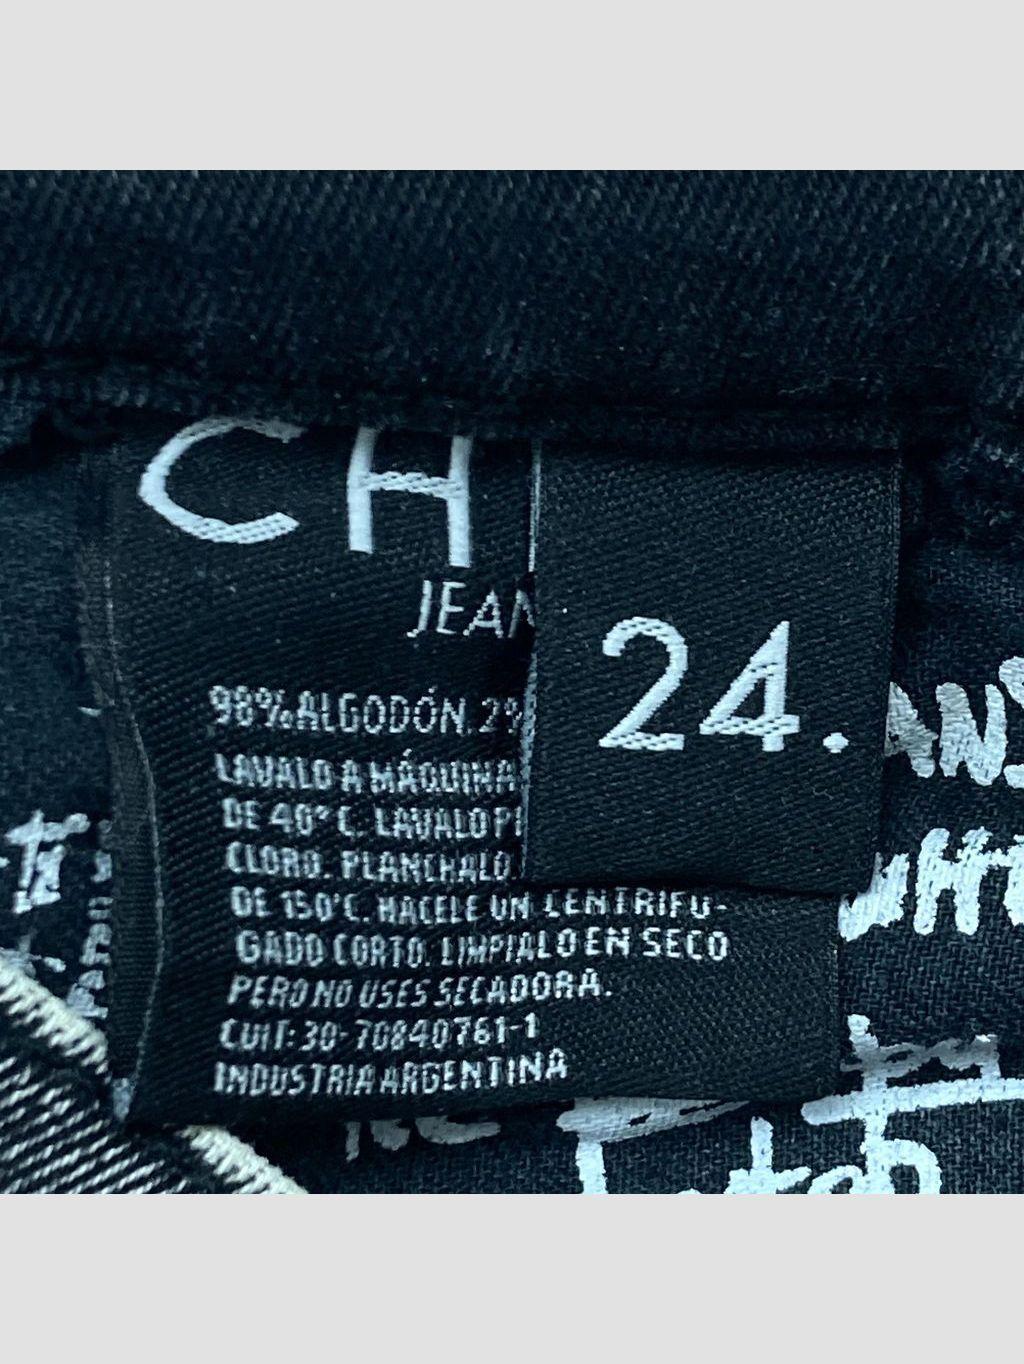 CH
JEAN
24.
98% ALGODÓN. 2%
LAVALO A MÁQUINA
DE 40° C. LAVALO
CLORO. PLANCHALO
DE 150°C. HACELE UN CENTRIFU-
GADO CORTO. LIMPIALO EN SECO
PERO NO USES SECADORA.
CUIT: 30-70840761-1
INDUSTRIA ARGENTINA